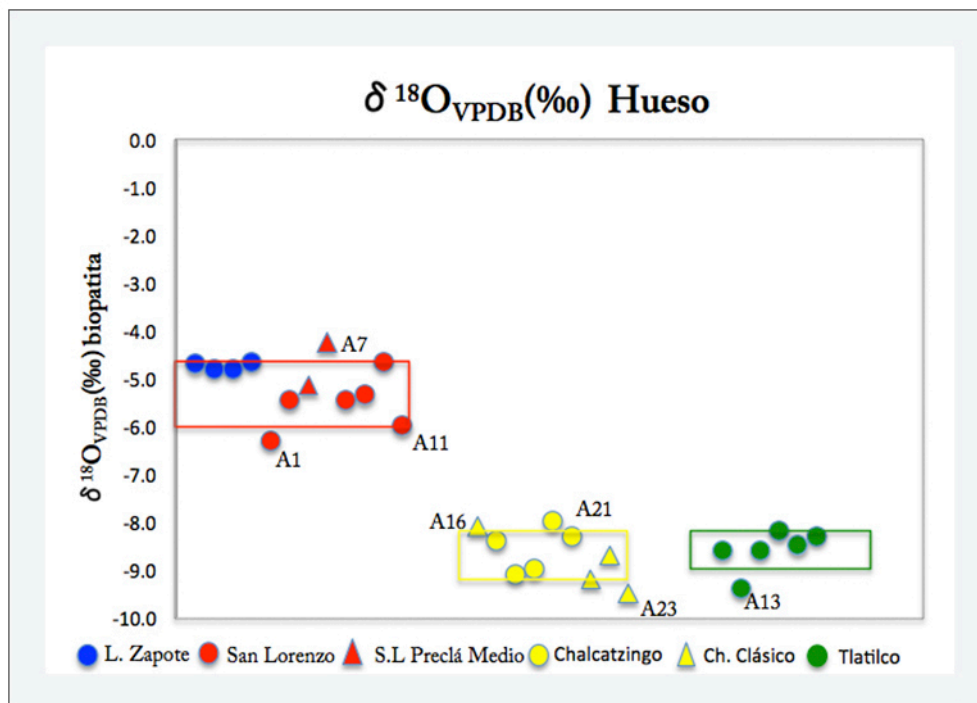 δ ¹⁸O_VPDB(‰) Hueso
δ ¹⁸O_VPDB(‰) biopatita
0.0
-1.0
-2.0
-3.0
-4.0
-5.0
-6.0
-7.0
-8.0
-9.0
-10.0
A7
A1
A11
A16
A21
A23
A13
L. Zapote San Lorenzo S.L Preclá Medio Chalcatzingo Ch. Clásico Tlatilco